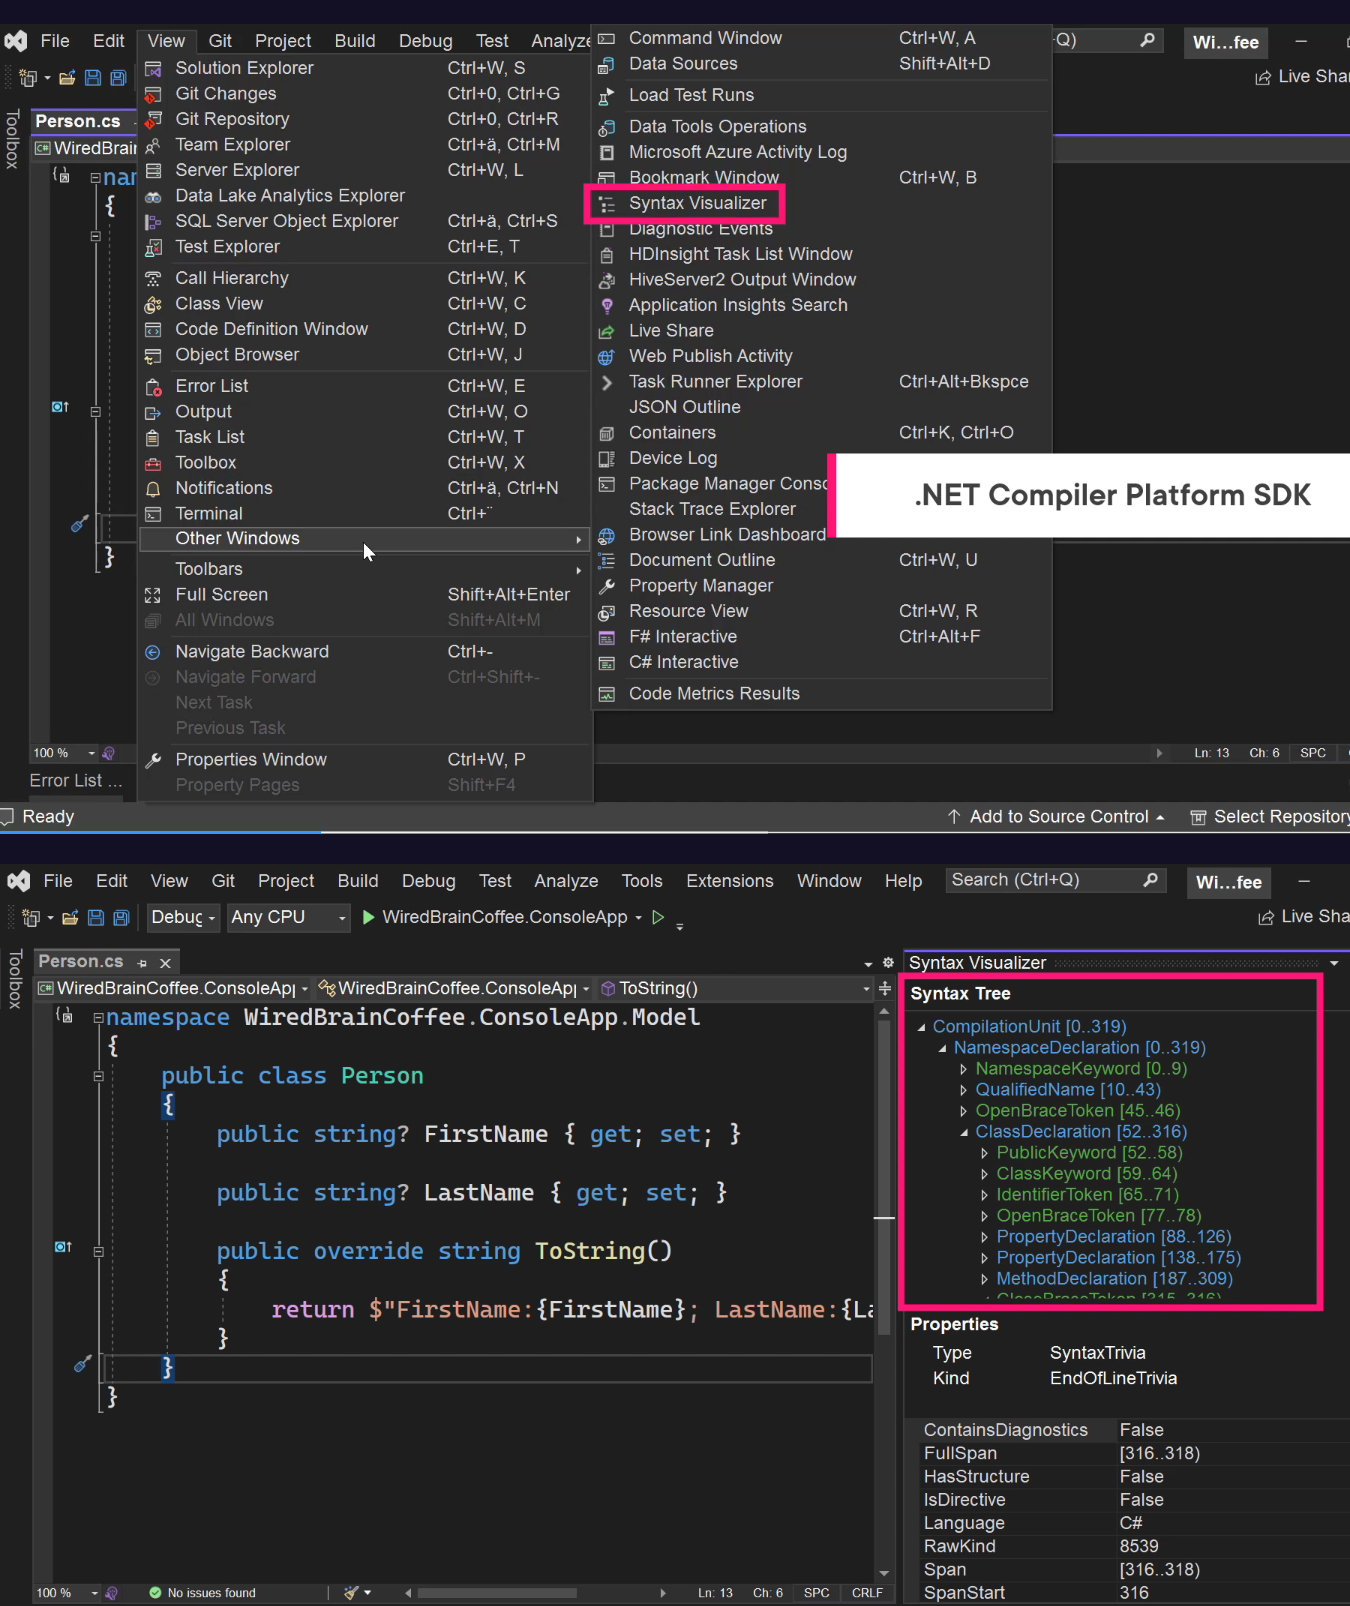 File Edit View Git Project Build Debug Test Analyze
Q) Wi...fee
Live Shar
Toolbox
Person.cs
WiredBrain
nam
{
}
Solution Explorer Ctrl+W, S
Git Changes Ctrl+0, Ctrl+G
Git Repository Ctrl+0, Ctrl+R
Team Explorer Ctrl+ä, Ctrl+M
Server Explorer Ctrl+W, L
Data Lake Analytics Explorer
SQL Server Object Explorer Ctrl+ä, Ctrl+S
Test Explorer Ctrl+E, T
Call Hierarchy Ctrl+W, K
Class View Ctrl+W, C
Code Definition Window Ctrl+W, D
Object Browser Ctrl+W, J
Error List Ctrl+W, E
Output Ctrl+W, O
Task List Ctrl+W, T
Toolbox Ctrl+W, X
Notifications Ctrl+ä, Ctrl+N
Terminal Ctrl+¨
Other Windows
Toolbars
Full Screen Shift+Alt+Enter
All Windows Shift+Alt+M
Navigate Backward Ctrl+-
Navigate Forward Ctrl+Shift+-
Next Task
Previous Task
Properties Window Ctrl+W, P
Property Pages Shift+F4
Command Window Ctrl+W, A
Data Sources Shift+Alt+D
Load Test Runs
Data Tools Operations
Microsoft Azure Activity Log
Bookmark Window Ctrl+W, B
Syntax Visualizer
Diagnostic Events
HDInsight Task List Window
HiveServer2 Output Window
Application Insights Search
Live Share
Web Publish Activity
Task Runner Explorer Ctrl+Alt+Bkspce
JSON Outline
Containers Ctrl+K, Ctrl+O
Device Log
Package Manager Conso
Stack Trace Explorer
Browser Link Dashboard
Document Outline Ctrl+W, U
Property Manager
Resource View Ctrl+W, R
F# Interactive Ctrl+Alt+F
C# Interactive
Code Metrics Results
.NET Compiler Platform SDK
100 % Ln: 13 Ch: 6 SPC
Error List ...
Ready Add to Source Control Select Repository
File Edit View Git Project Build Debug Test Analyze Tools Extensions Window Help Search (Ctrl+Q) Wi...fee
Debug Any CPU WiredBrainCoffee.ConsoleApp Live Sha
Toolbox
Person.cs
WiredBrainCoffee.ConsoleApp WiredBrainCoffee.ConsoleApp ToString()
namespace WiredBrainCoffee.ConsoleApp.Model
{
public class Person
{
public string? FirstName { get; set; }
public string? LastName { get; set; }
public override string ToString()
{
return $"FirstName:{FirstName}; LastName:{La
}
}
}
100 % No issues found Ln: 13 Ch: 6 SPC CRLF
Syntax Visualizer
Syntax Tree
CompilationUnit [0..319)
NamespaceDeclaration [0..319)
NamespaceKeyword [0..9)
QualifiedName [10..43)
OpenBraceToken [45..46)
ClassDeclaration [52..316)
PublicKeyword [52..58)
ClassKeyword [59..64)
IdentifierToken [65..71)
OpenBraceToken [77..78)
PropertyDeclaration [88..126)
PropertyDeclaration [138..175)
MethodDeclaration [187..309)
CloseBraceToken [315..316)
Properties
Type SyntaxTrivia
Kind EndOfLineTrivia
ContainsDiagnostics False
FullSpan [316..318)
HasStructure False
IsDirective False
Language C#
RawKind 8539
Span [316..318)
SpanStart 316